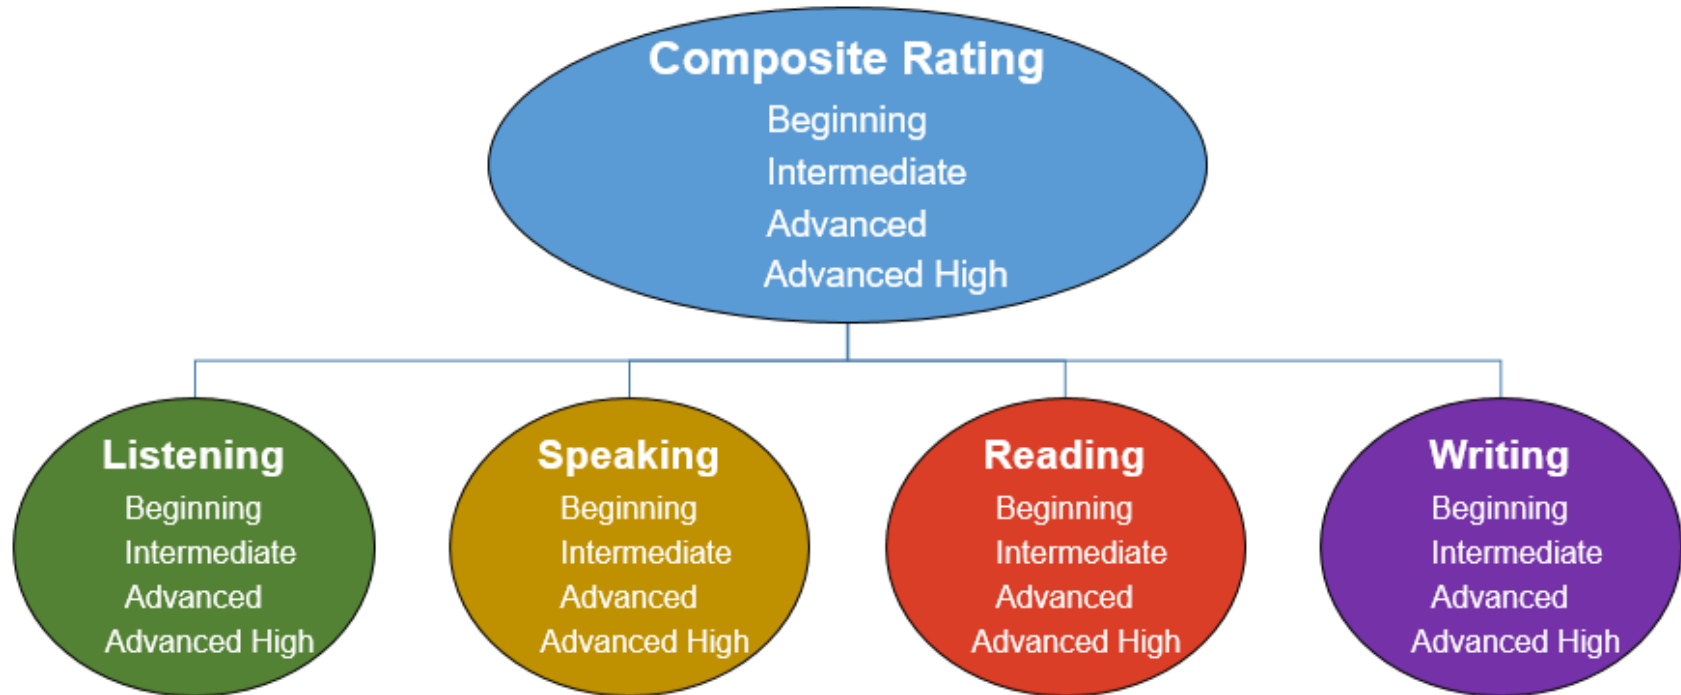 Composite Rating
Beginning
Intermediate
Advanced
Advanced High
Listening
Beginning
Intermediate
Advanced
Advanced High
Speaking
Beginning
Intermediate
Advanced
Advanced High
Reading
Beginning
Intermediate
Advanced
Advanced High
Writing
Beginning
Intermediate
Advanced
Advanced High